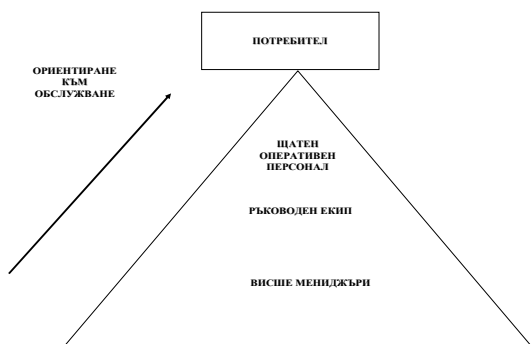 ПОТРЕБИТЕЛ
ОРИЕНТИРАНЕ
КЪМ
ОБСЛУЖВАНЕ
ЩАТЕН
ОПЕРАТИВЕН
ПЕРСОНАЛ
РЪКОВОДЕН ЕКИП
ВИСШЕ МЕНИДЖЪРИ